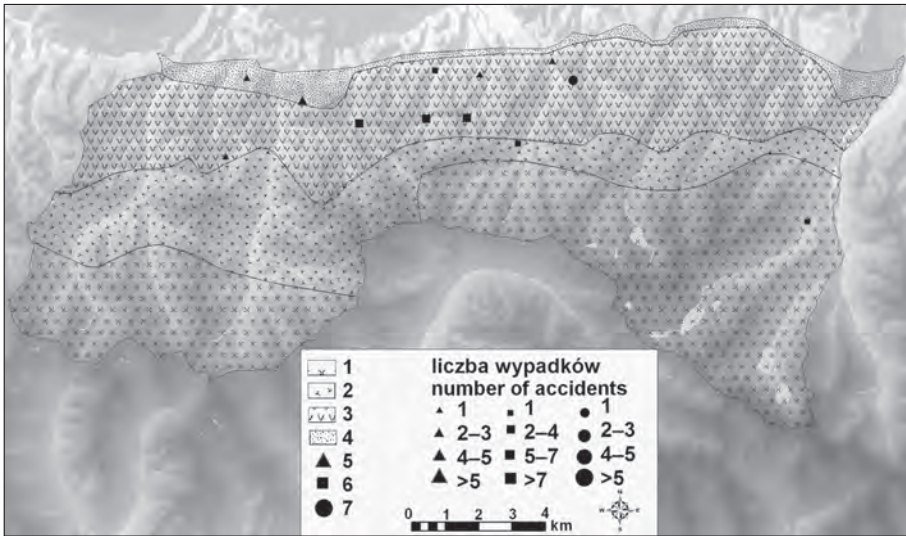 1
2
3
4
5
6
7
liczba wypadków
number of accidents
1 1 1
2–3 2–4 2–3
4–5 5–7 4–5
>5 >7 >5
0 1 2 3 4
km